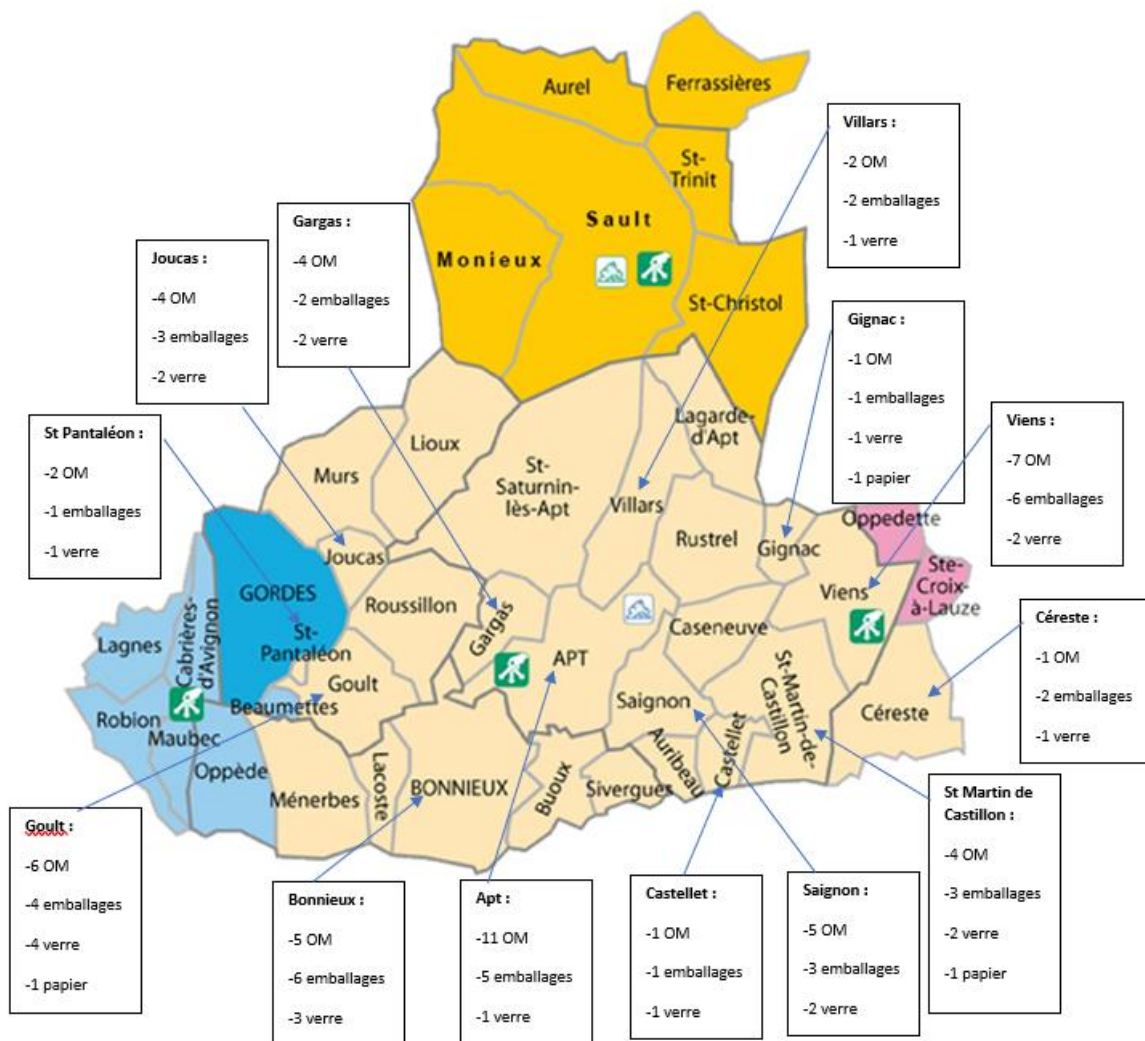 Aurel
Ferrassières
St-
Trinit
Sault
Monieux
St-Christol
Villars :
-2 OM
-2 emballages
-1 verre
Gargas :
-4 OM
-2 emballages
-2 verre
Joucas :
-4 OM
-3 emballages
-2 verre
Gignac :
-1 OM
-1 emballages
-1 verre
-1 papier
St Pantaléon :
-2 OM
-1 emballages
-1 verre
Viens :
-7 OM
-6 emballages
-2 verre
Lioux
Murs
Lagarde-
d'Apt
St-
Saturnin-
lès-Apt
Villars
Rustrel
Gignac
Oppedette
Joucas
Viens
Ste-
Croix-
à-Lauze
GORDES
Roussillon
Gargas
Caseneuve
Lagnes
Cabrières-
d'Avignon
St-
Pantaléon
Goult
APT
Saignon
St-Martin-
de-
Castillon
Céreste
Beaumettes
Robion
Maubec
Oppède
Ménerbes
Lacoste
BONNIEUX
Buoux
Sivergues
Auribeau
Castellet
Céreste :
-1 OM
-2 emballages
-1 verre
St Martin de
Castillon :
-4 OM
-3 emballages
-2 verre
-1 papier
Goult :
-6 OM
-4 emballages
-4 verre
-1 papier
Bonnieux :
-5 OM
-6 emballages
-3 verre
Apt :
-11 OM
-5 emballages
-1 verre
Castellet :
-1 OM
-1 emballages
-1 verre
Saignon :
-5 OM
-3 emballages
-2 verre